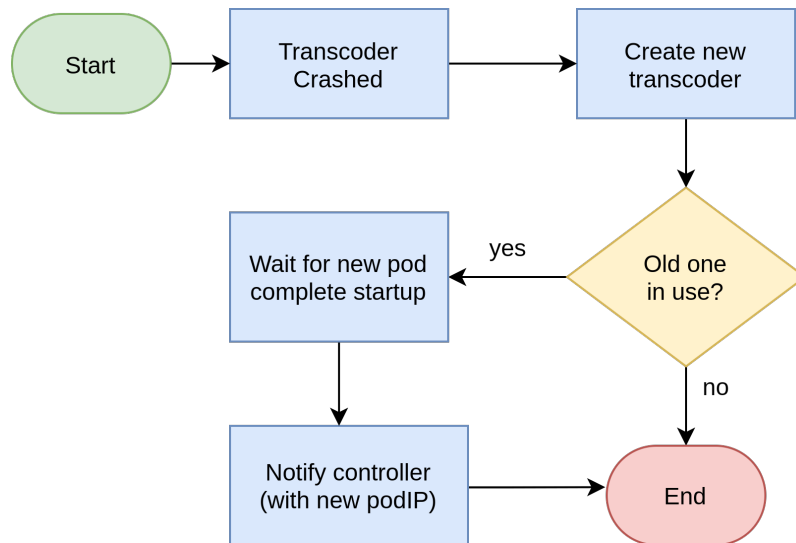 Start
Transcoder
Crashed
Create new
transcoder
Old one
in use?
yes
Wait for new pod
complete startup
no
Notify controller
(with new podIP)
End